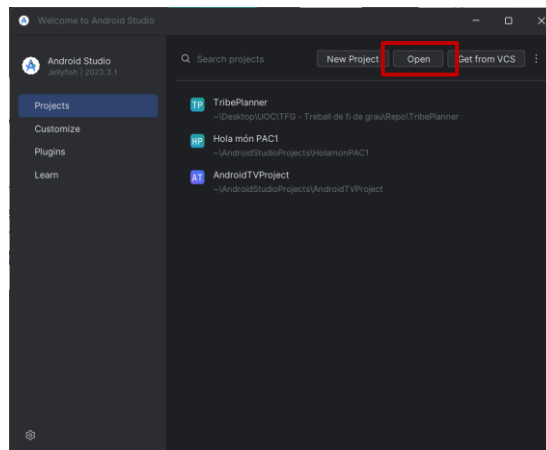 Welcome to Android Studio
Android Studio
Jellyfish | 2023.3.1
Search projects
New Project
Open
Get from VCS
Projects
Customize
Plugins
Learn
TP
TribePlanner
~\Desktop\UOC\TFG - Treball de fi de grau\Repo\TribePlanner
HP
Hola món PAC1
~\AndroidStudioProjects\HolamonPAC1
AT
AndroidTVProject
~\AndroidStudioProjects\AndroidTVProject